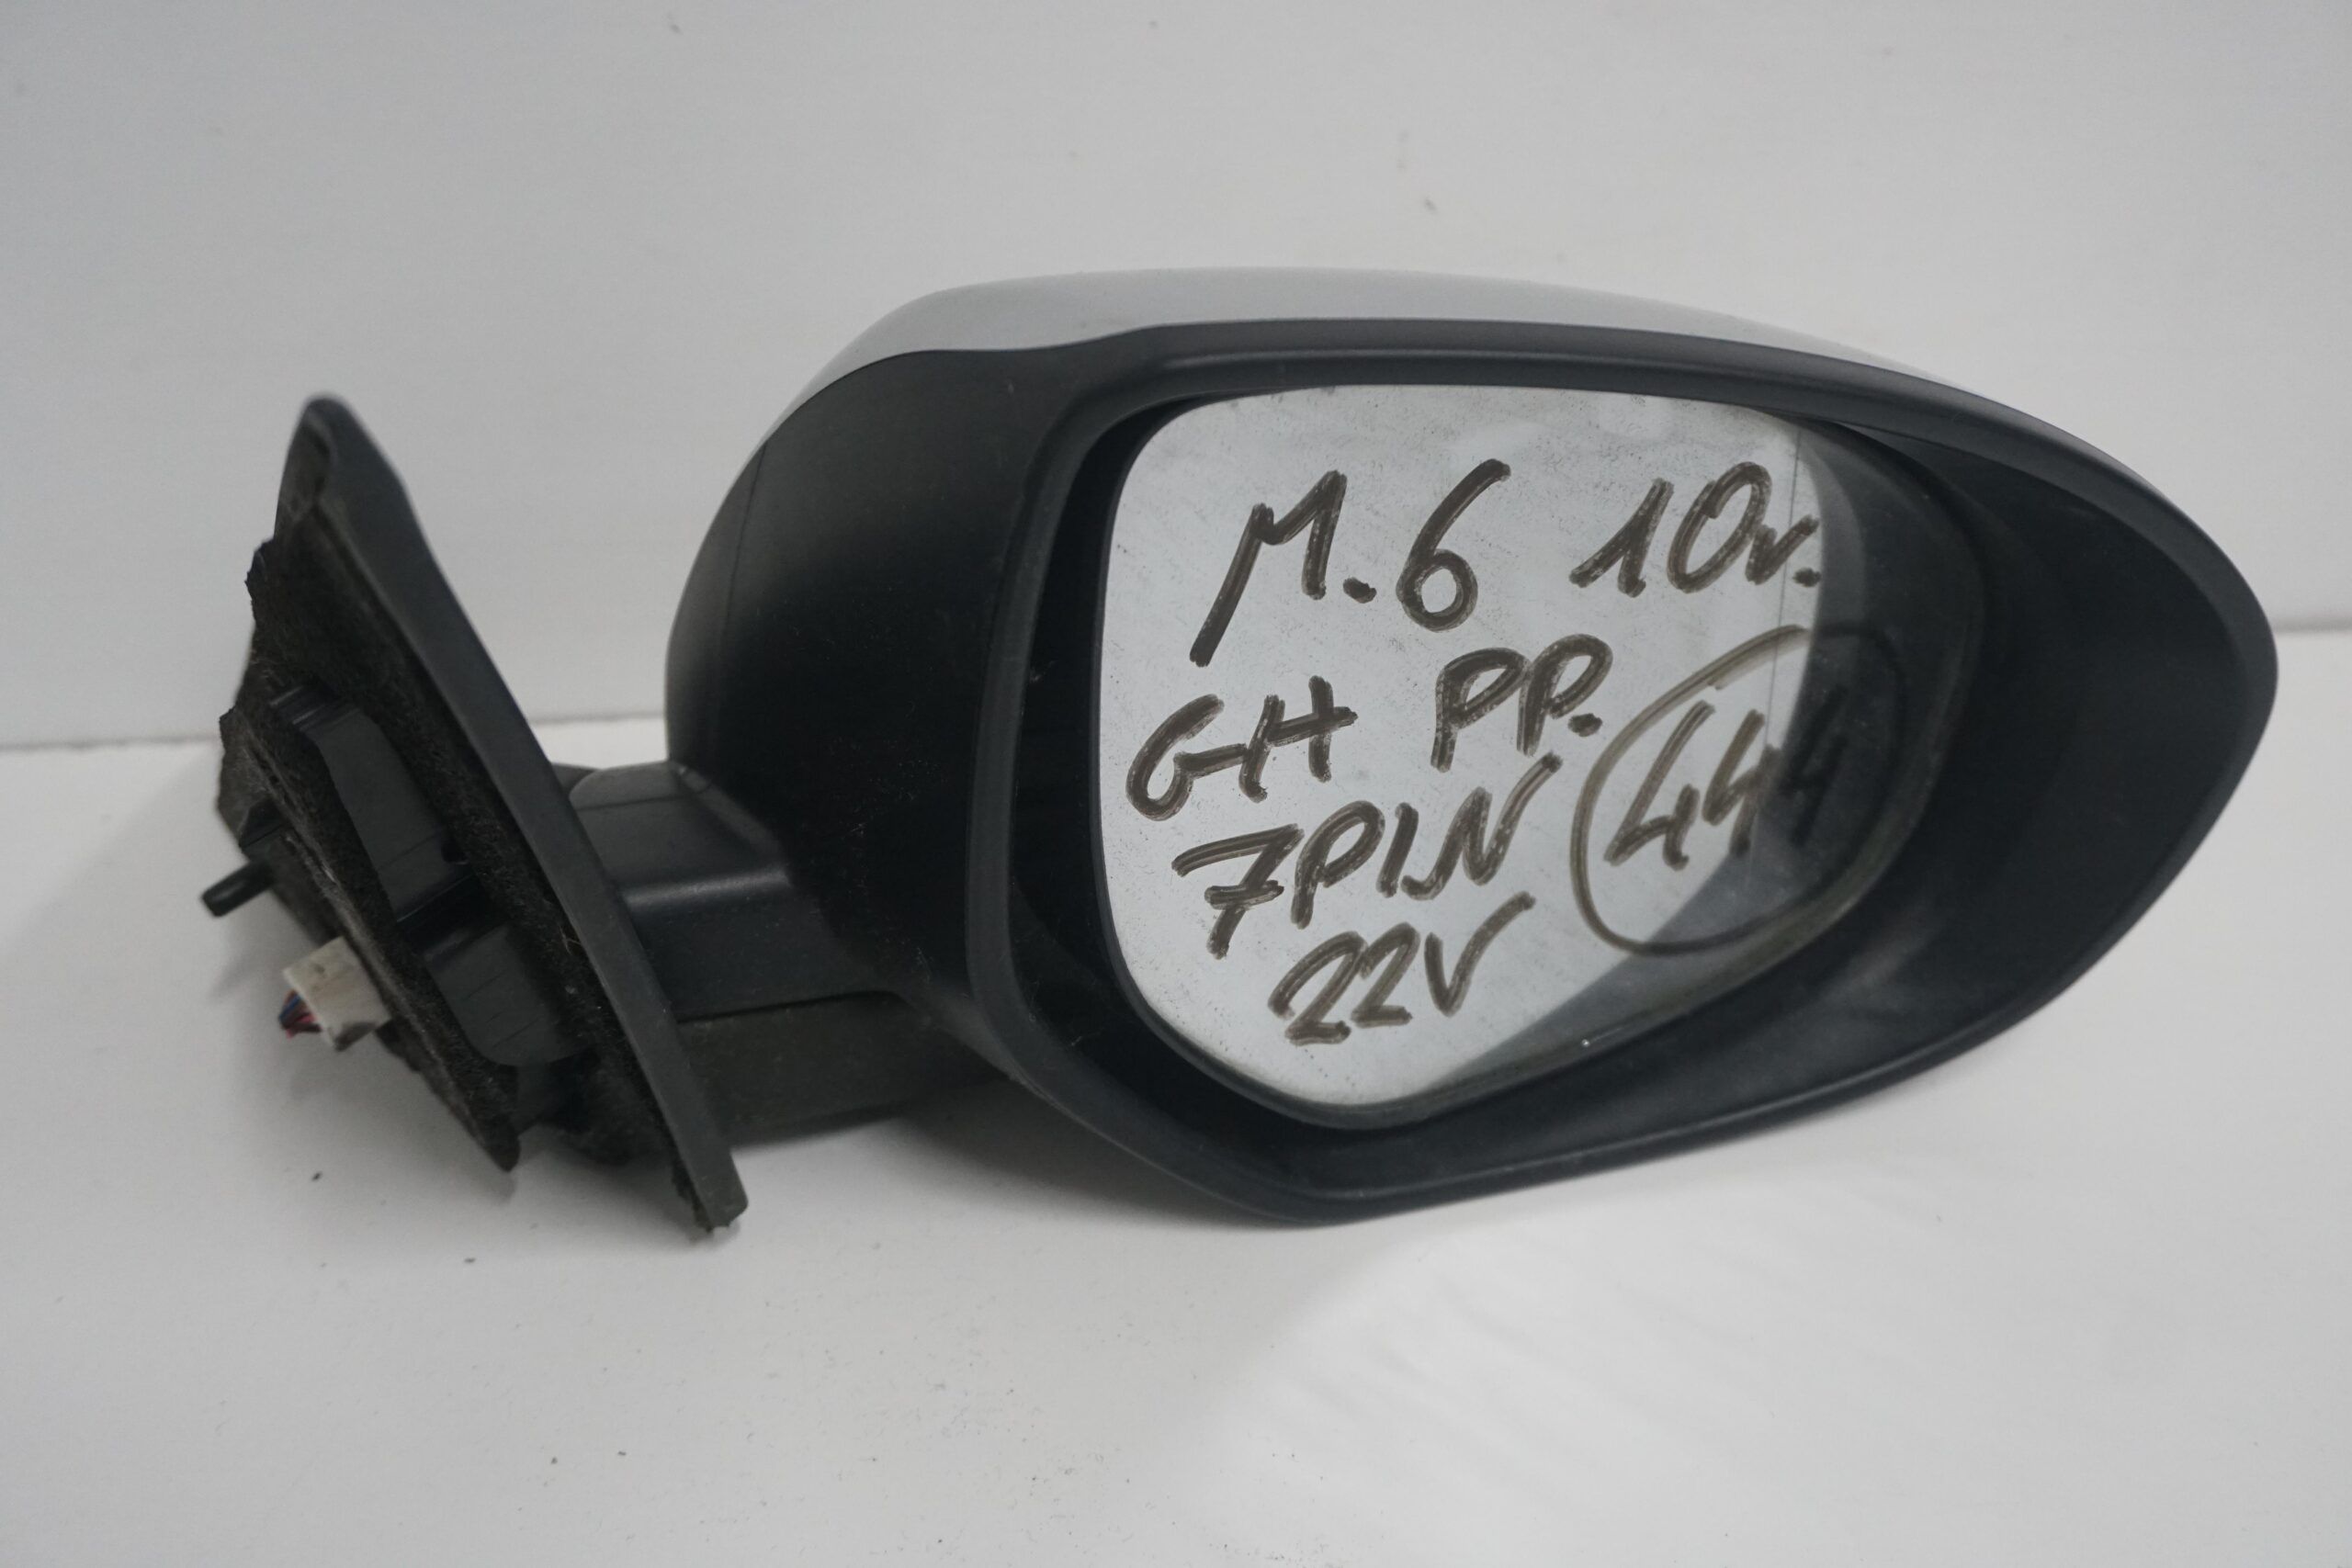 M.6 10r.
GH PP.
7PIN
444
22V